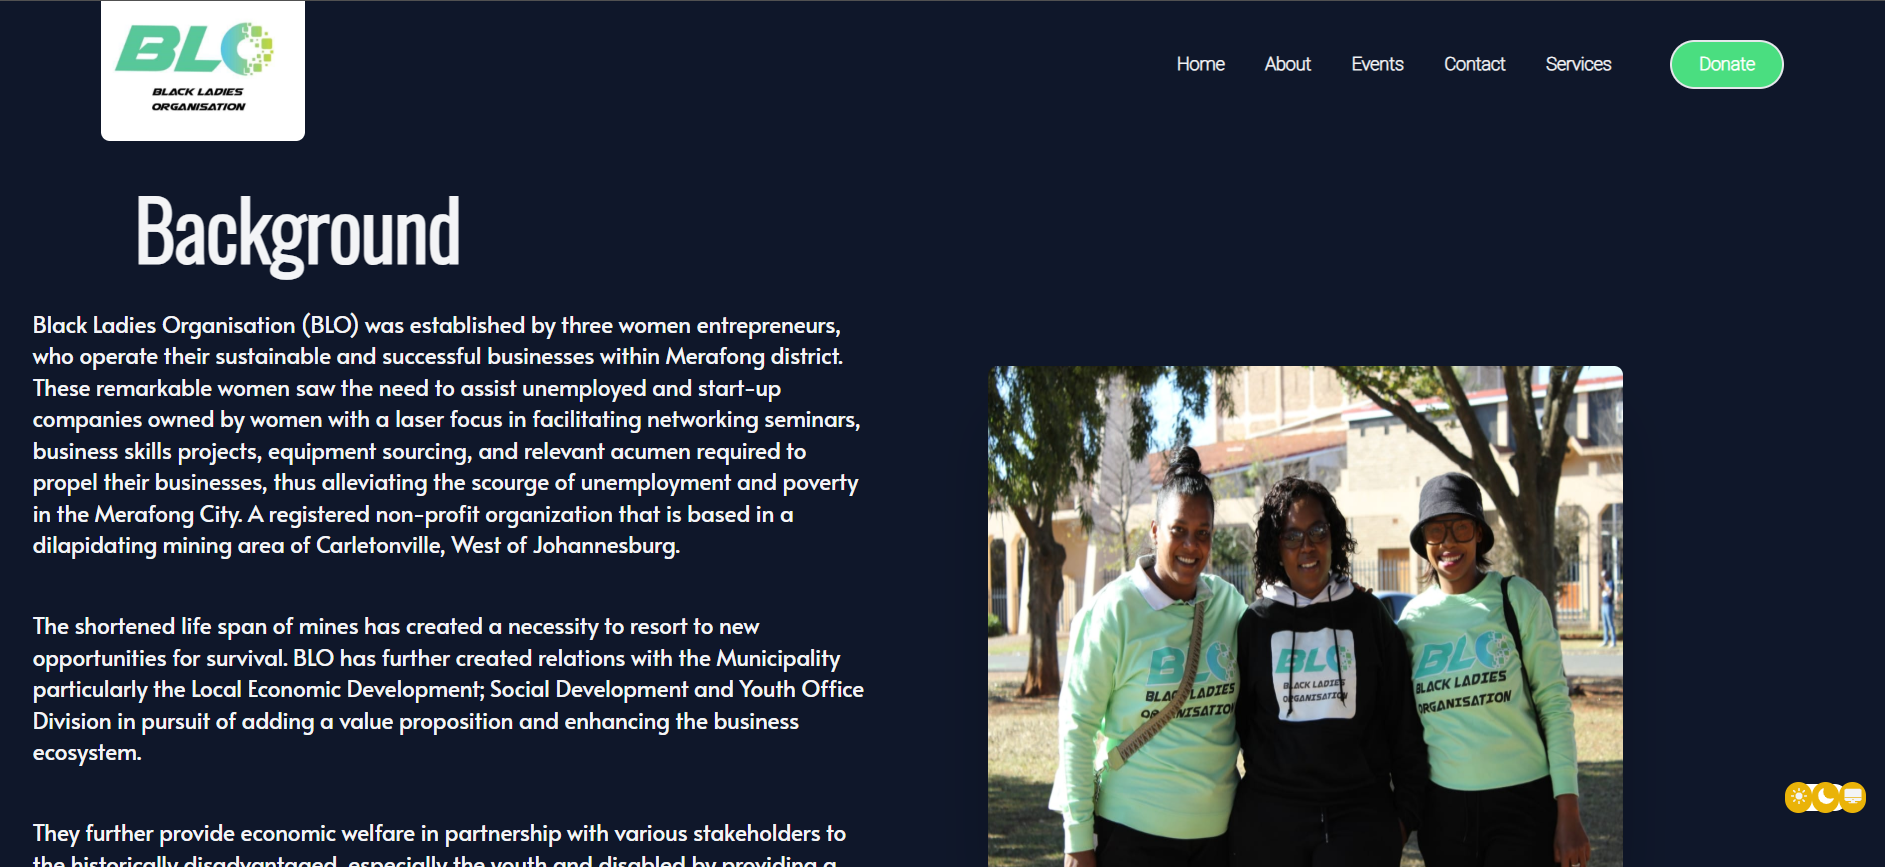 BLO
BLACK LADIES
ORGANISATION
Home About Events Contact Services Donate
Background
Black Ladies Organisation (BLO) was established by three women entrepreneurs,
who operate their sustainable and successful businesses within Merafong district.
These remarkable women saw the need to assist unemployed and start-up
companies owned by women with a laser focus in facilitating networking seminars,
business skills projects, equipment sourcing, and relevant acumen required to
propel their businesses, thus alleviating the scourge of unemployment and poverty
in the Merafong City. A registered non-profit organization that is based in a
dilapidating mining area of Carletonville, West of Johannesburg.
The shortened life span of mines has created a necessity to resort to new
opportunities for survival. BLO has further created relations with the Municipality
particularly the Local Economic Development; Social Development and Youth Office
Division in pursuit of adding a value proposition and enhancing the business
ecosystem.
They further provide economic welfare in partnership with various stakeholders to
the historically disadvantaged, especially the youth and disabled by providing a
BLO
BLACK LADIES
ORGANISATION
BLO
BLACK LADIES
ORGANISATION
BLO
BLACK LADIES
ORGANISATION